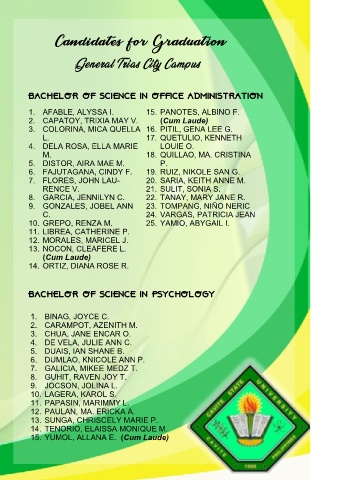 Candidates for Graduation
General Trias City Campus
BACHELOR OF SCIENCE IN OFFICE ADMINISTRATION
1. AFABLE, ALYSSA I.
2. CAPATOY, TRIXIA MAY V.
3. COLORINA, MICA QUELLA
L.
4. DELA ROSA, ELLA MARIE
M.
5. DISTOR, AIRA MAE M.
6. FAJUTAGANA, CINDY F.
7. FLORES, JOHN LAU-
RENCE V.
8. GARCIA, JENNILYN C.
9. GONZALES, JOBEL ANN
C.
10. GREPO, RENZA M.
11. LIBREA, CATHERINE P.
12. MORALES, MARICEL J.
13. NOCON, CLEAFERE L.
(Cum Laude)
14. ORTIZ, DIANA ROSE R.
15. PANOTES, ALBINO F.
(Cum Laude)
16. PITIL, GENA LEE G.
17. QUETULIO, KENNETH
LOUIE O.
18. QUILLAO, MA. CRISTINA
P.
19. RUIZ, NIKOLE SAN G.
20. SARIA, KEITH ANNE M.
21. SULIT, SONIA S.
22. TANAY, MARY JANE R.
23. TOMPANG, NIÑO NERIC
24. VARGAS, PATRICIA JEAN
25. YAMIO, ABYGAIL I.
BACHELOR OF SCIENCE IN PSYCHOLOGY
1. BINAG, JOYCE C.
2. CARAMPOT, AZENITH M.
3. CHUA, JANE ENCAR O.
4. DE VELA, JULIE ANN C.
5. DUAIS, IAN SHANE B.
6. DUMLAO, KNICOLE ANN P.
7. GALICIA, MIKEE MEDZ T.
8. GUHIT, RAVEN JOY T.
9. JOCSON, JOLINA L.
10. LAGERA, KAROL S.
11. PAPASIN, MARIMMY L.
12. PAULAN, MA. ERICKA A.
13. SUNGA, CHRISCELY MARIE P.
14. TENORIO, ELAISSA MONIQUE M.
15. YUMOL, ALLANA E. (Cum Laude)
CAVITE STATE UNIVERSITY
CAVITE
PHILIPPINES
1906